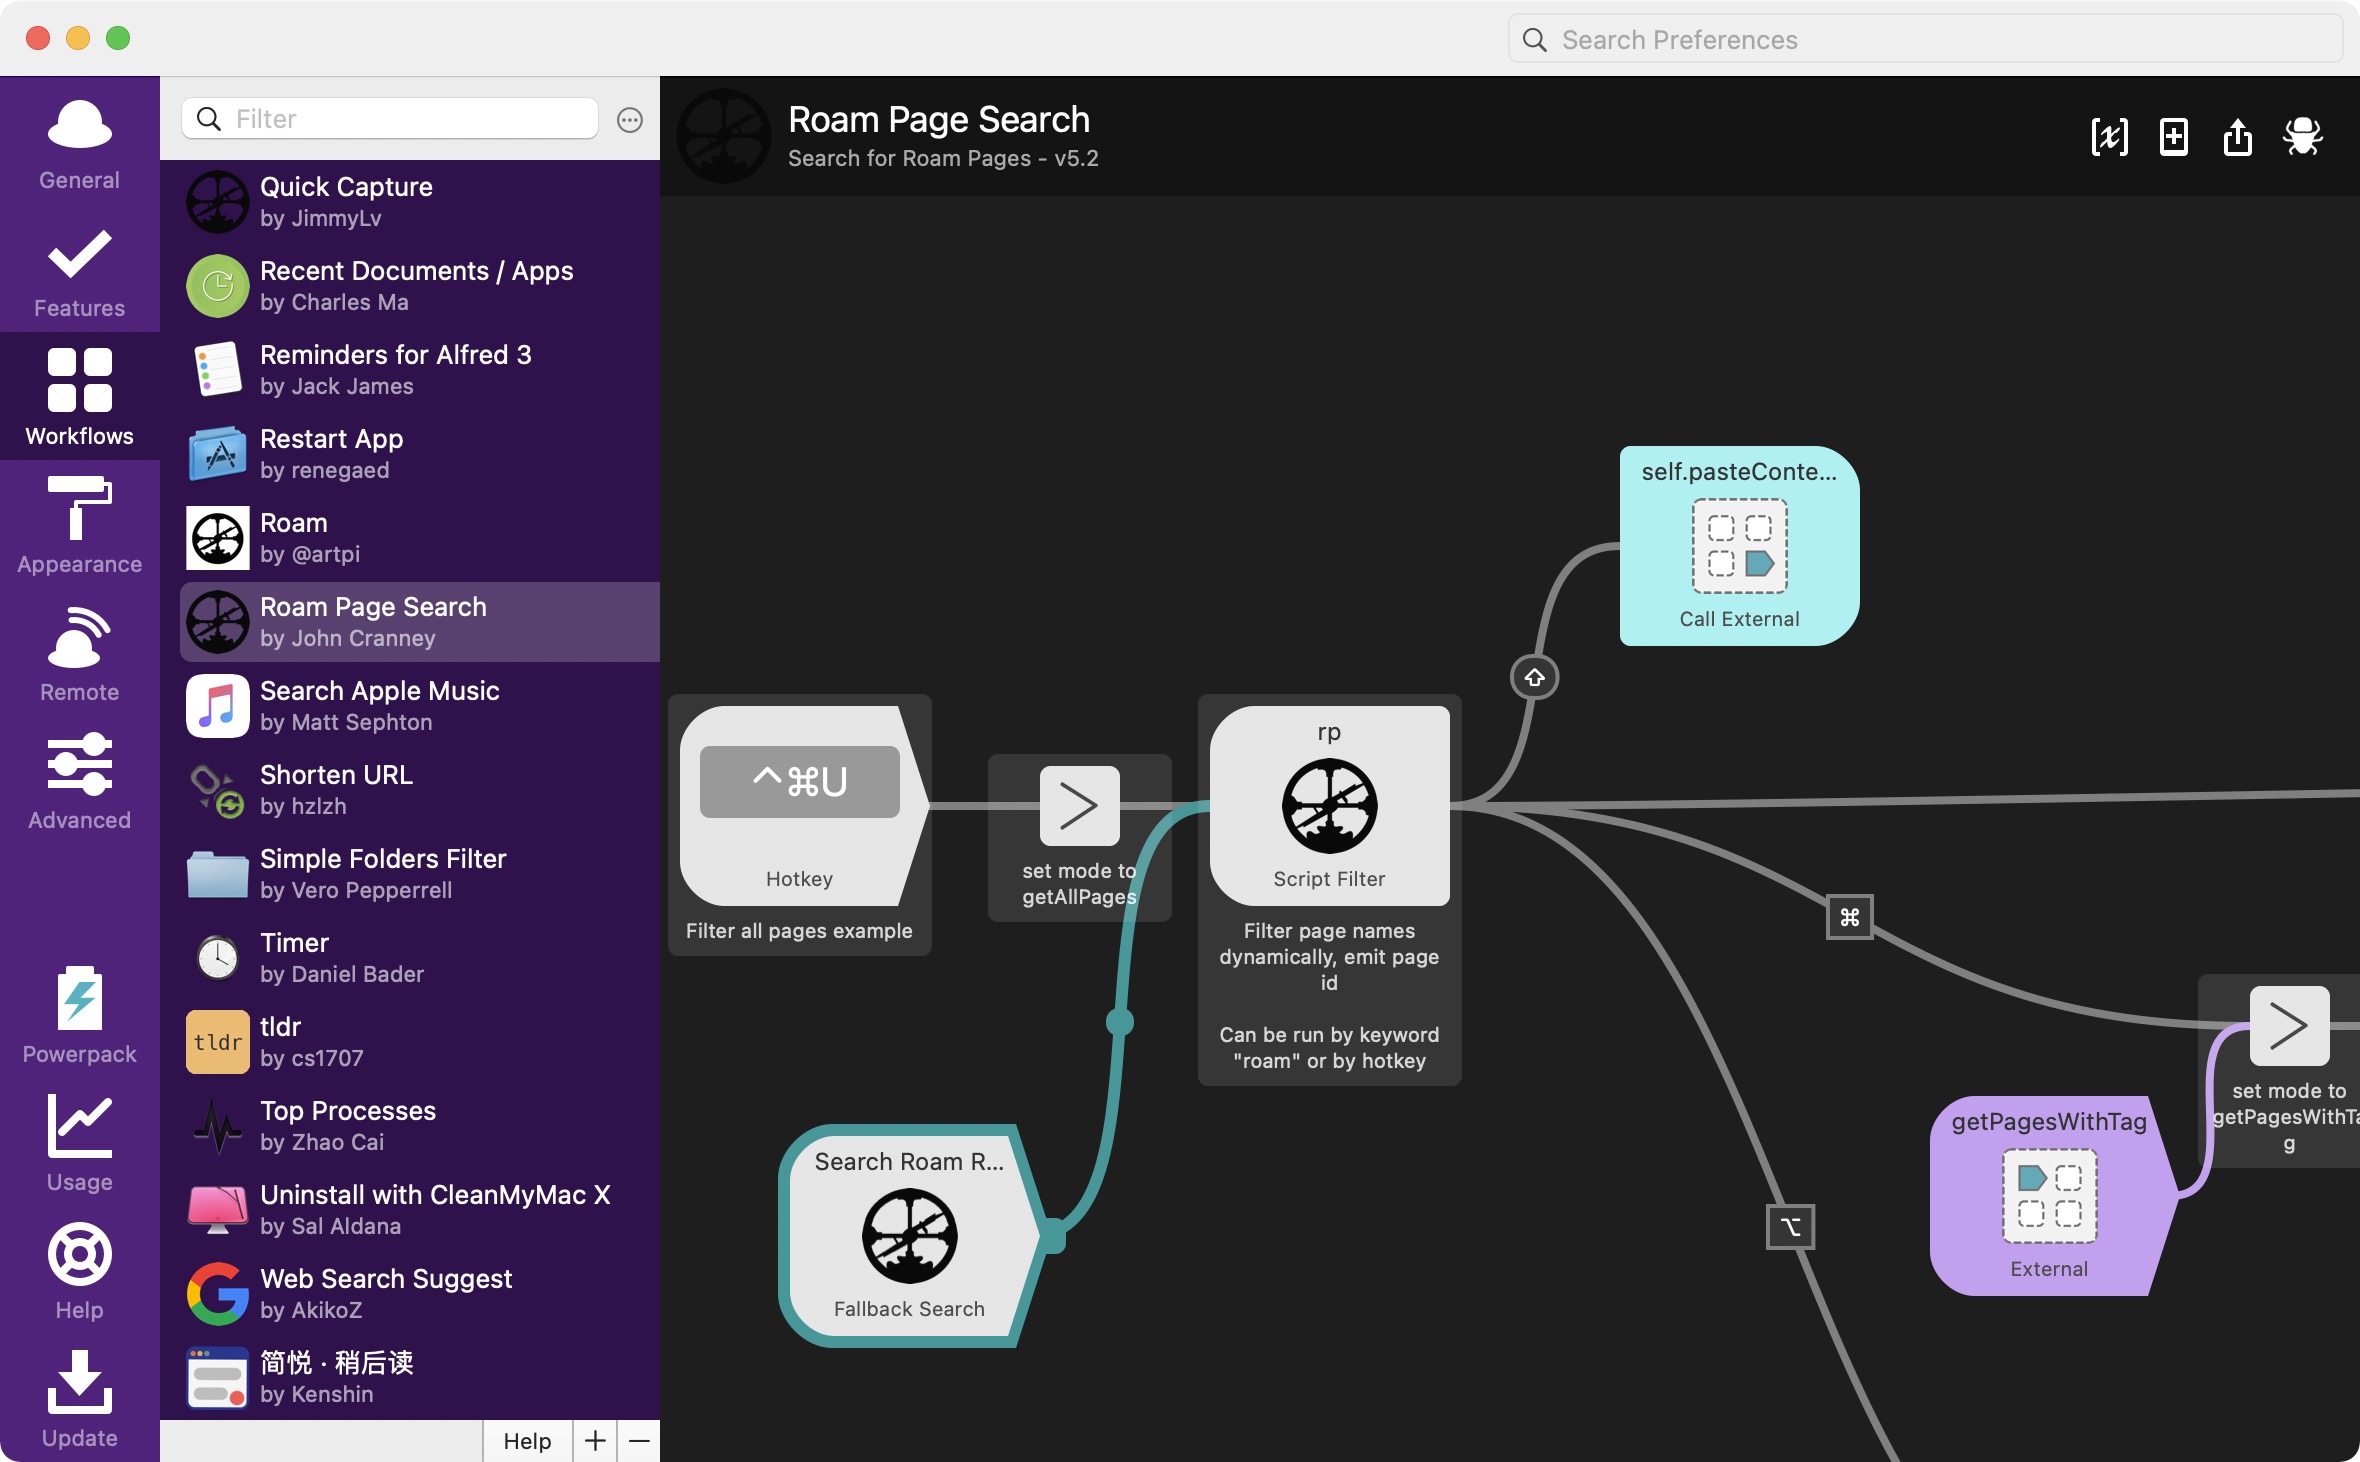 Search Preferences
General
Features
Workflows
Appearance
Remote
Advanced
Powerpack
Usage
Help
Update
Filter
Quick Capture
by JimmyLv
Recent Documents / Apps
by Charles Ma
Reminders for Alfred 3
by Jack James
Restart App
by renegaed
Roam
by @artpi
Roam Page Search
by John Cranney
Search Apple Music
by Matt Sephton
Shorten URL
by hzlzh
Simple Folders Filter
by Vero Pepperrell
Timer
by Daniel Bader
tldr
tldr
by cs1707
Top Processes
by Zhao Cai
Uninstall with CleanMyMac X
by Sal Aldana
Web Search Suggest
by AkikoZ
简悦 · 稍后读
by Kenshin
Help
Roam Page Search
Search for Roam Pages - v5.2
self.pasteConte...
Call External
^⌘U
Hotkey
Filter all pages example
set mode to
getAllPages
rp
Script Filter
Filter page names
dynamically, emit page
id
Can be run by keyword
"roam" or by hotkey
⌘
⌥
Search Roam R...
Fallback Search
getPagesWithTag
External
set mode to
getPagesWithTa
g